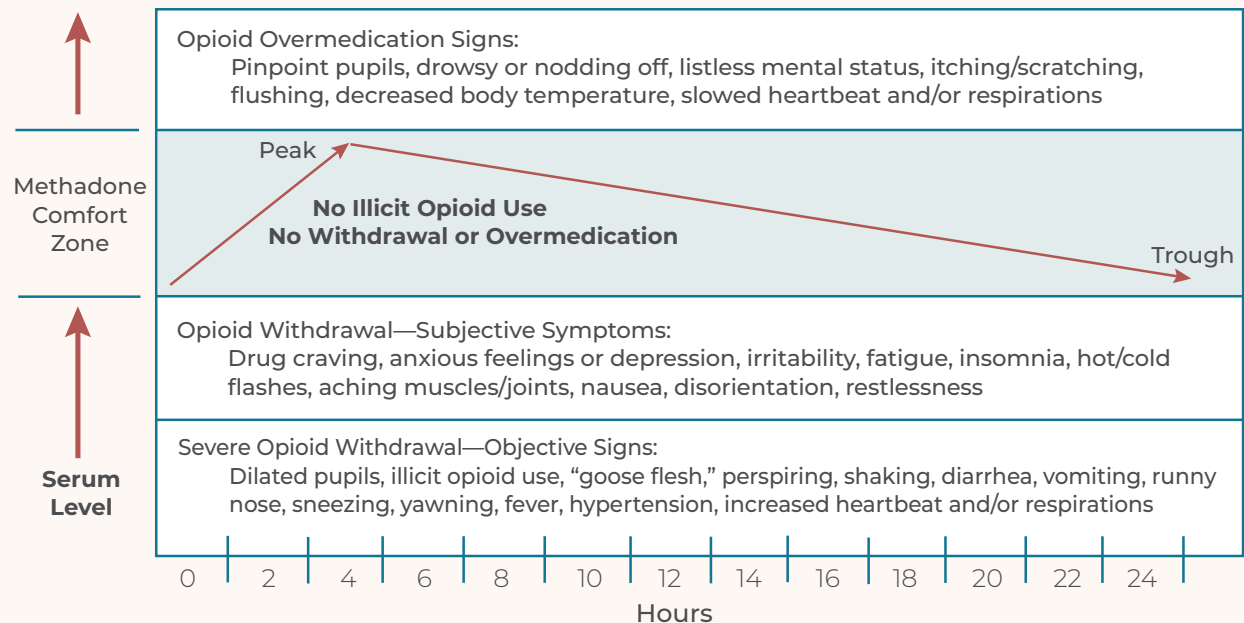 Opioid Overmedication Signs:
Pinpoint pupils, drowsy or nodding off, listless mental status, itching/scratching,
flushing, decreased body temperature, slowed heartbeat and/or respirations
Methadone
Comfort
Zone
Peak
No Illicit Opioid Use
No Withdrawal or Overmedication
Trough
Opioid Withdrawal—Subjective Symptoms:
Drug craving, anxious feelings or depression, irritability, fatigue, insomnia, hot/cold
flashes, aching muscles/joints, nausea, disorientation, restlessness
Severe Opioid Withdrawal—Objective Signs:
Dilated pupils, illicit opioid use, “goose flesh,” perspiring, shaking, diarrhea, vomiting, runny
nose, sneezing, yawning, fever, hypertension, increased heartbeat and/or respirations
Serum
Level
0 2 4 6 8 10 12 14 16 18 20 22 24
Hours